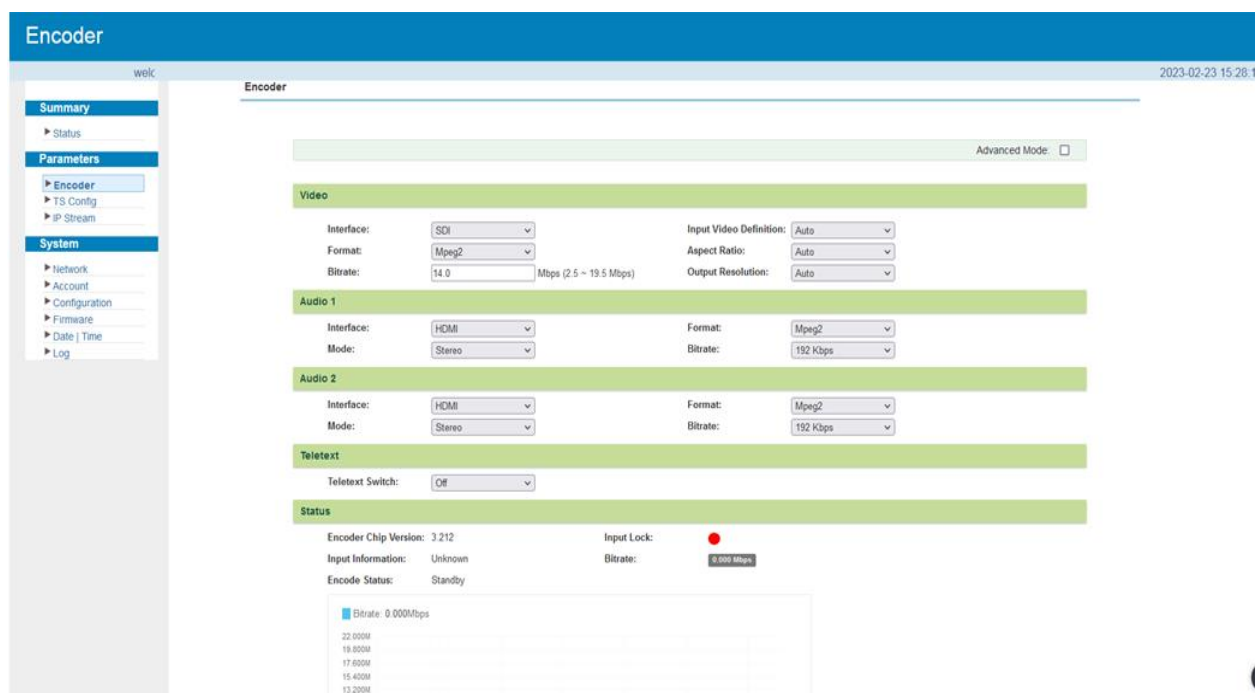 Encoder
welc
2023-02-23 15:28:1
Encoder
Summary
Status
Parameters
Encoder
TS Config
IP Stream
System
Network
Account
Configuration
Firmware
Date | Time
Log
Advanced Mode:
Video
Interface: SDI Input Video Definition: Auto
Format: Mpeg2 Aspect Ratio: Auto
Bitrate: 14.0 Mbps (2.5 ~ 19.5 Mbps) Output Resolution: Auto
Audio 1
Interface: HDMI Format: Mpeg2
Mode: Stereo Bitrate: 192 Kbps
Audio 2
Interface: HDMI Format: Mpeg2
Mode: Stereo Bitrate: 192 Kbps
Teletext
Teletext Switch: Off
Status
Encoder Chip Version: 3.212 Input Lock:
Input Information: Unknown Bitrate: 0.000 Mbps
Encode Status: Standby
Bitrate: 0.000Mbps
22.000M
19.800M
17.600M
15.400M
13.200M